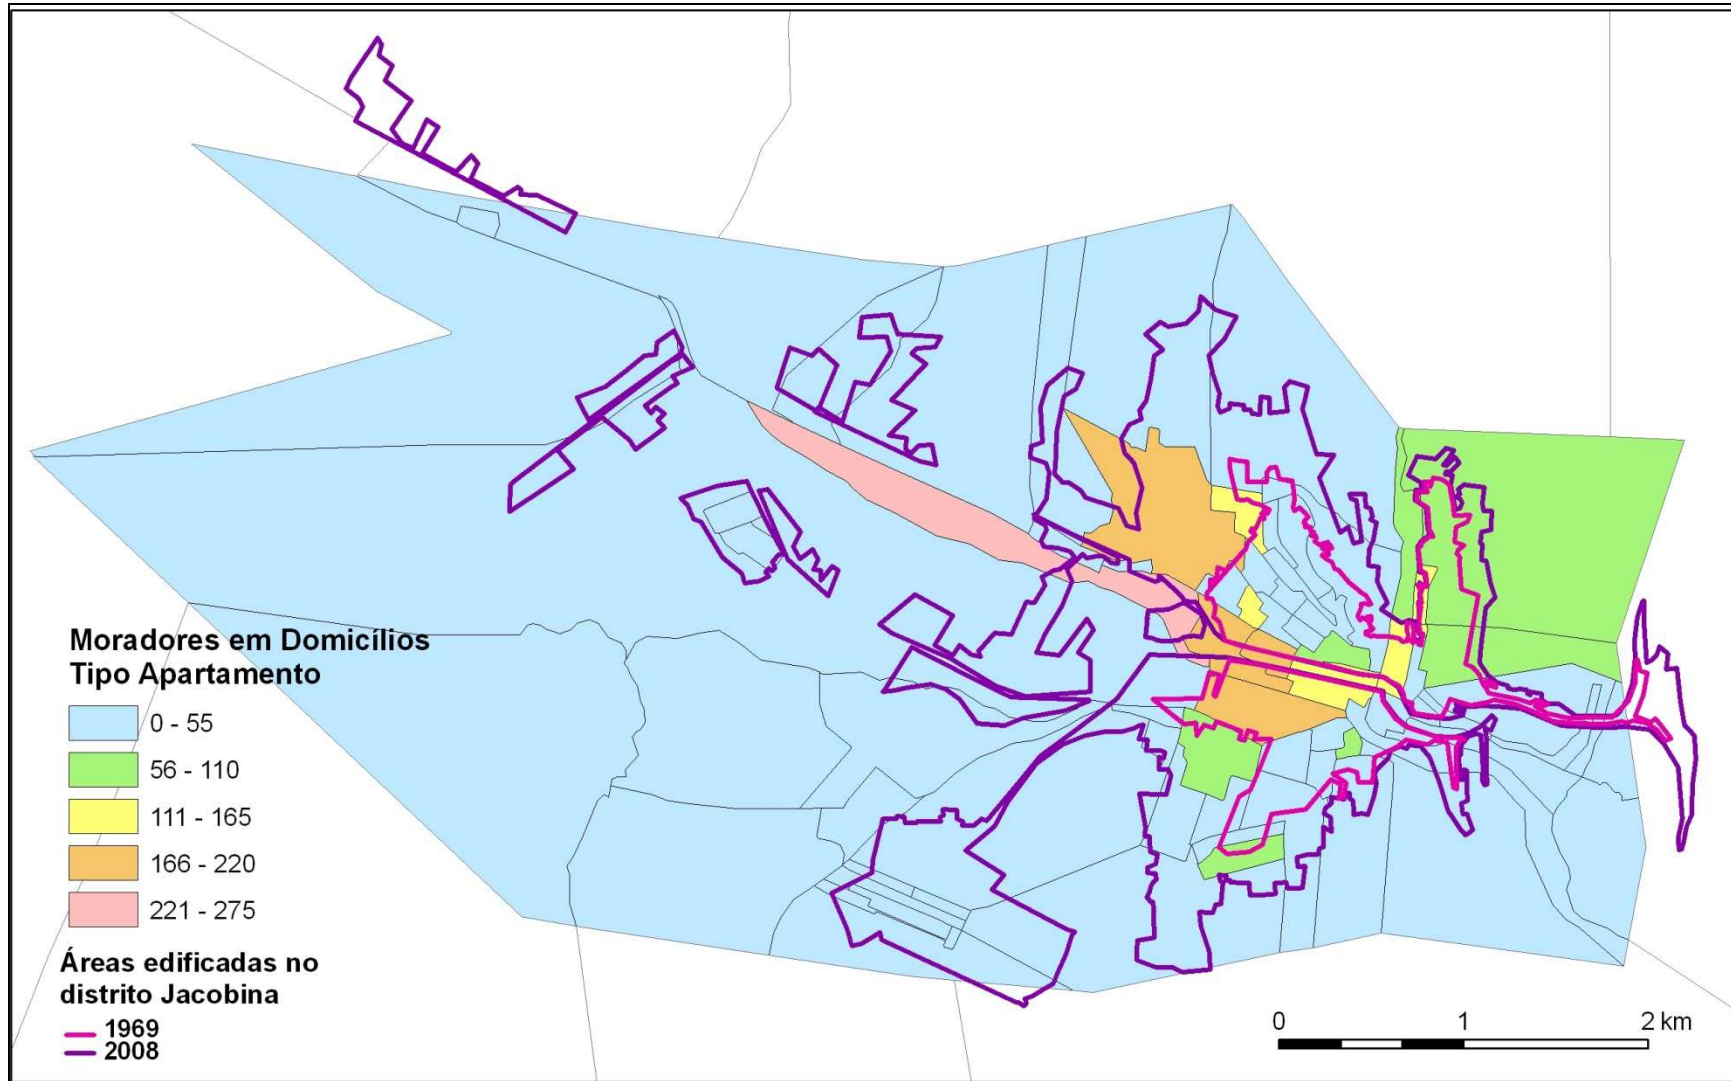 Moradores em Domicílios
Tipo Apartamento
0 - 55
56 - 110
111 - 165
166 - 220
221 - 275
Áreas edificadas no
distrito Jacobina
1969
2008
0 1 2 km